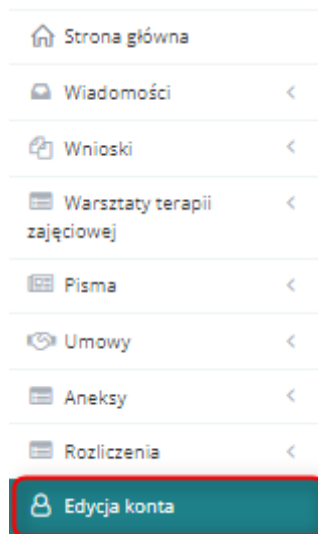 Strona główna
Wiadomości
Wnioski
Warsztaty terapii
zajęciowej
Pisma
Umowy
Aneksy
Rozliczenia
Edycja konta